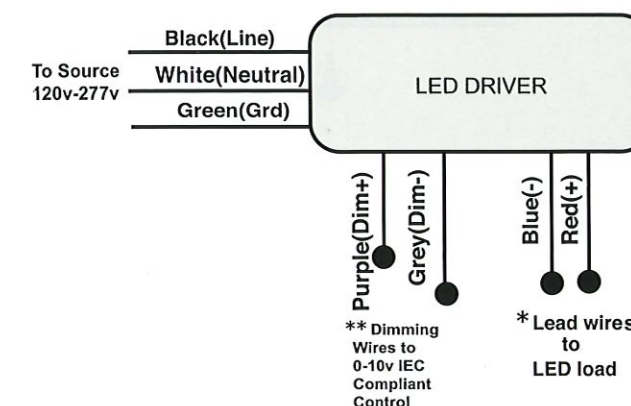 Black(Line)
To Source
120v-277v
White(Neutral)
Green(Grd)
LED DRIVER
Purple(Dim+)
Grey(Dim-)
Blue(-)
Red(+)
** Dimming
Wires to
0-10v IEC
Compliant
Control
* Lead wires
to
LED load